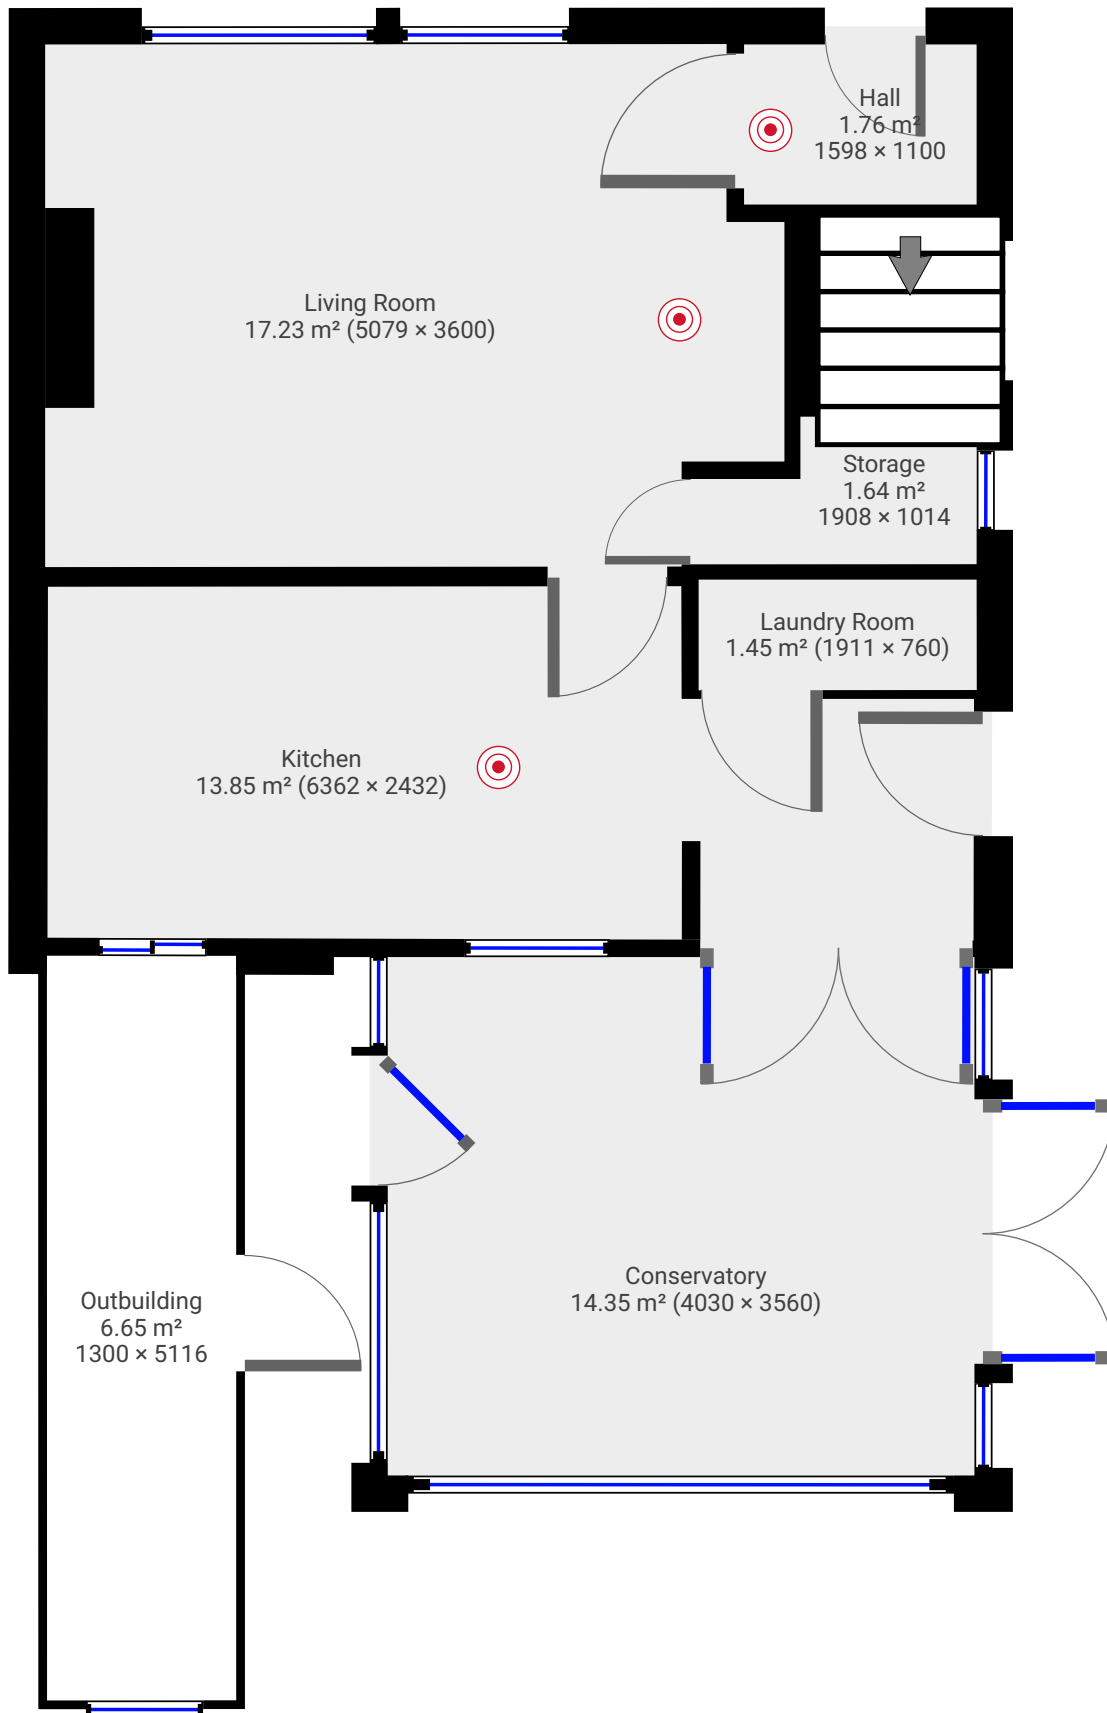 Hall
1.76 m²
1598 × 1100
Living Room
17.23 m² (5079 × 3600)
Storage
1.64 m²
1908 × 1014
Laundry Room
1.45 m² (1911 × 760)
Kitchen
13.85 m² (6362 × 2432)
Conservatory
14.35 m² (4030 × 3560)
Outbuilding
6.65 m²
1300 × 5116